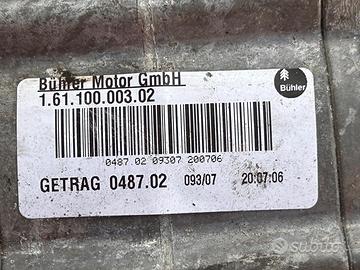 Bühler Motor GmbH
1.61.100.003.02
Bühler
0487.02 09307 200706
GETRAG 0487.02 093/07 20:07:06
subito